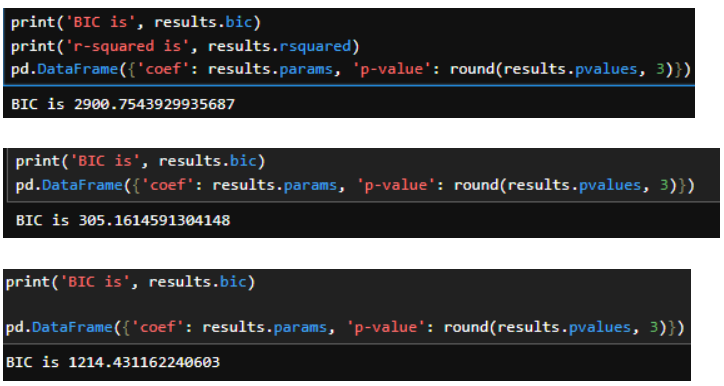 print('BIC is', results.bic)
print('r-squared is', results.rsquared)
pd.DataFrame({'coef': results.params, 'p-value': round(results.pvalues, 3)})
BIC is 2900.7543929935687
print('BIC is', results.bic)
pd.DataFrame({'coef': results.params, 'p-value': round(results.pvalues, 3)})
BIC is 305.1614591304148
print('BIC is', results.bic)
pd.DataFrame({'coef': results.params, 'p-value': round(results.pvalues, 3)})
BIC is 1214.431162240603